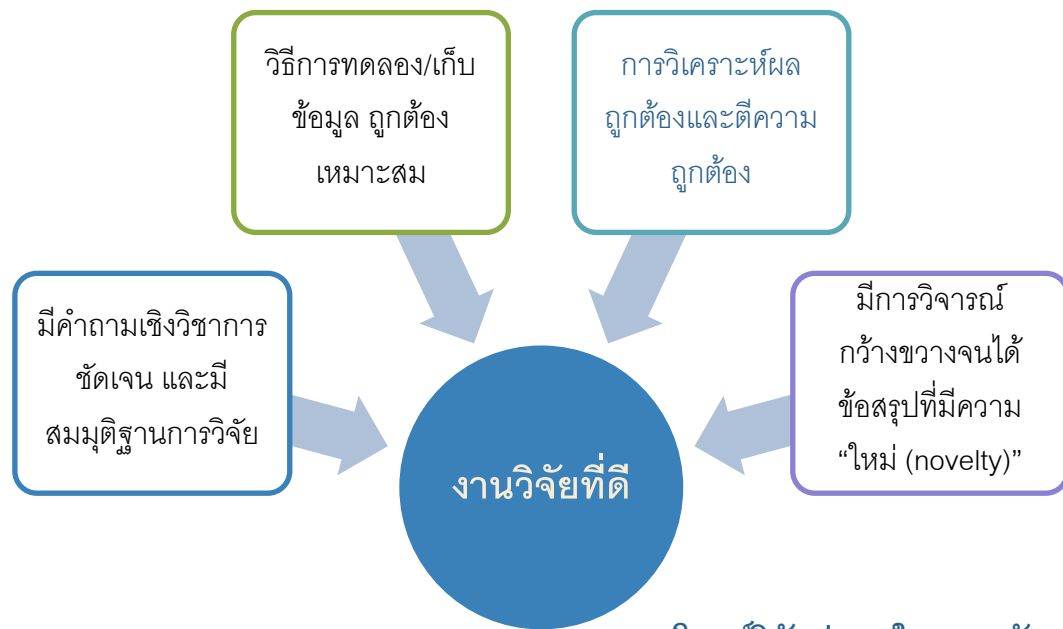 วิธีการทดลอง/เก็บ
ข้อมูล ถูกต้อง
เหมาะสม
การวิเคราะห์ผล
ถูกต้องและตีความ
ถูกต้อง
มีคำถามเชิงวิชาการ
ชัดเจน และมี
สมมุติฐานการวิจัย
มีการวิจารณ์
กว้างขวางจนได้
ข้อสรุปที่มีความ
“ใหม่ (novelty)”
งานวิจัยที่ดี